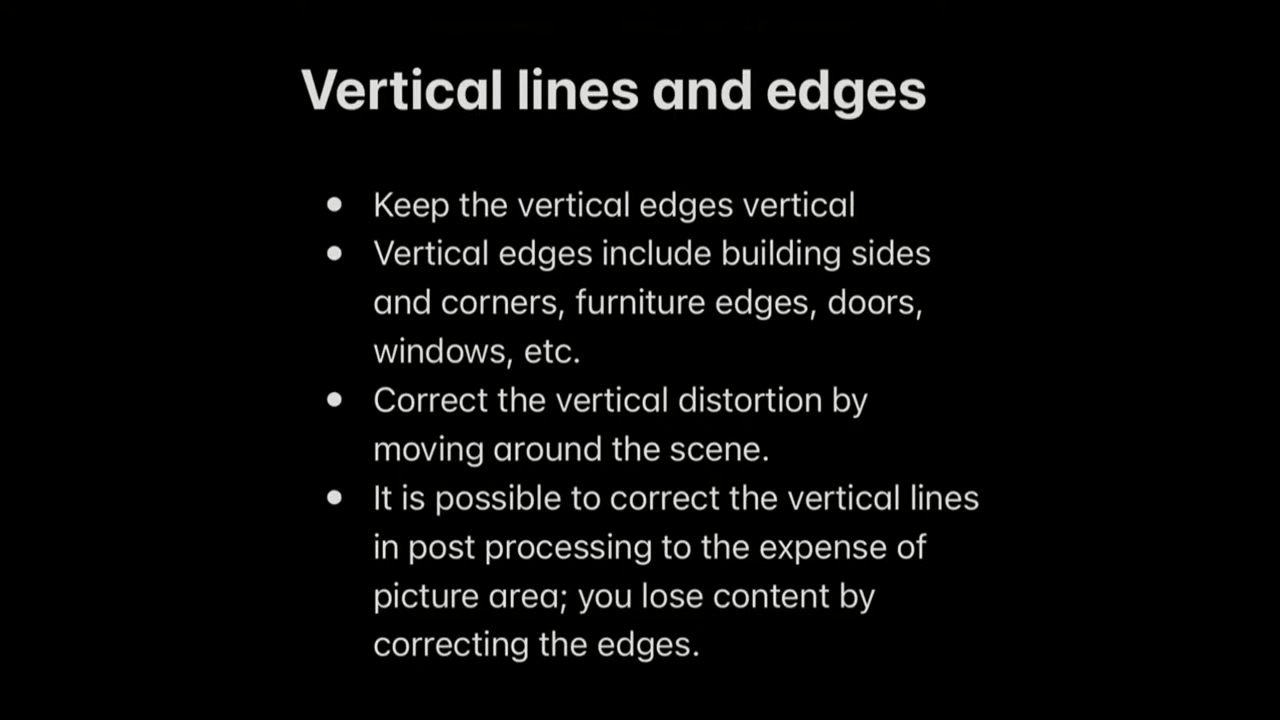 Vertical lines and edges
● Keep the vertical edges vertical
● Vertical edges include building sides
and corners, furniture edges, doors,
windows, etc.
● Correct the vertical distortion by
moving around the scene.
● It is possible to correct the vertical lines
in post processing to the expense of
picture area; you lose content by
correcting the edges.